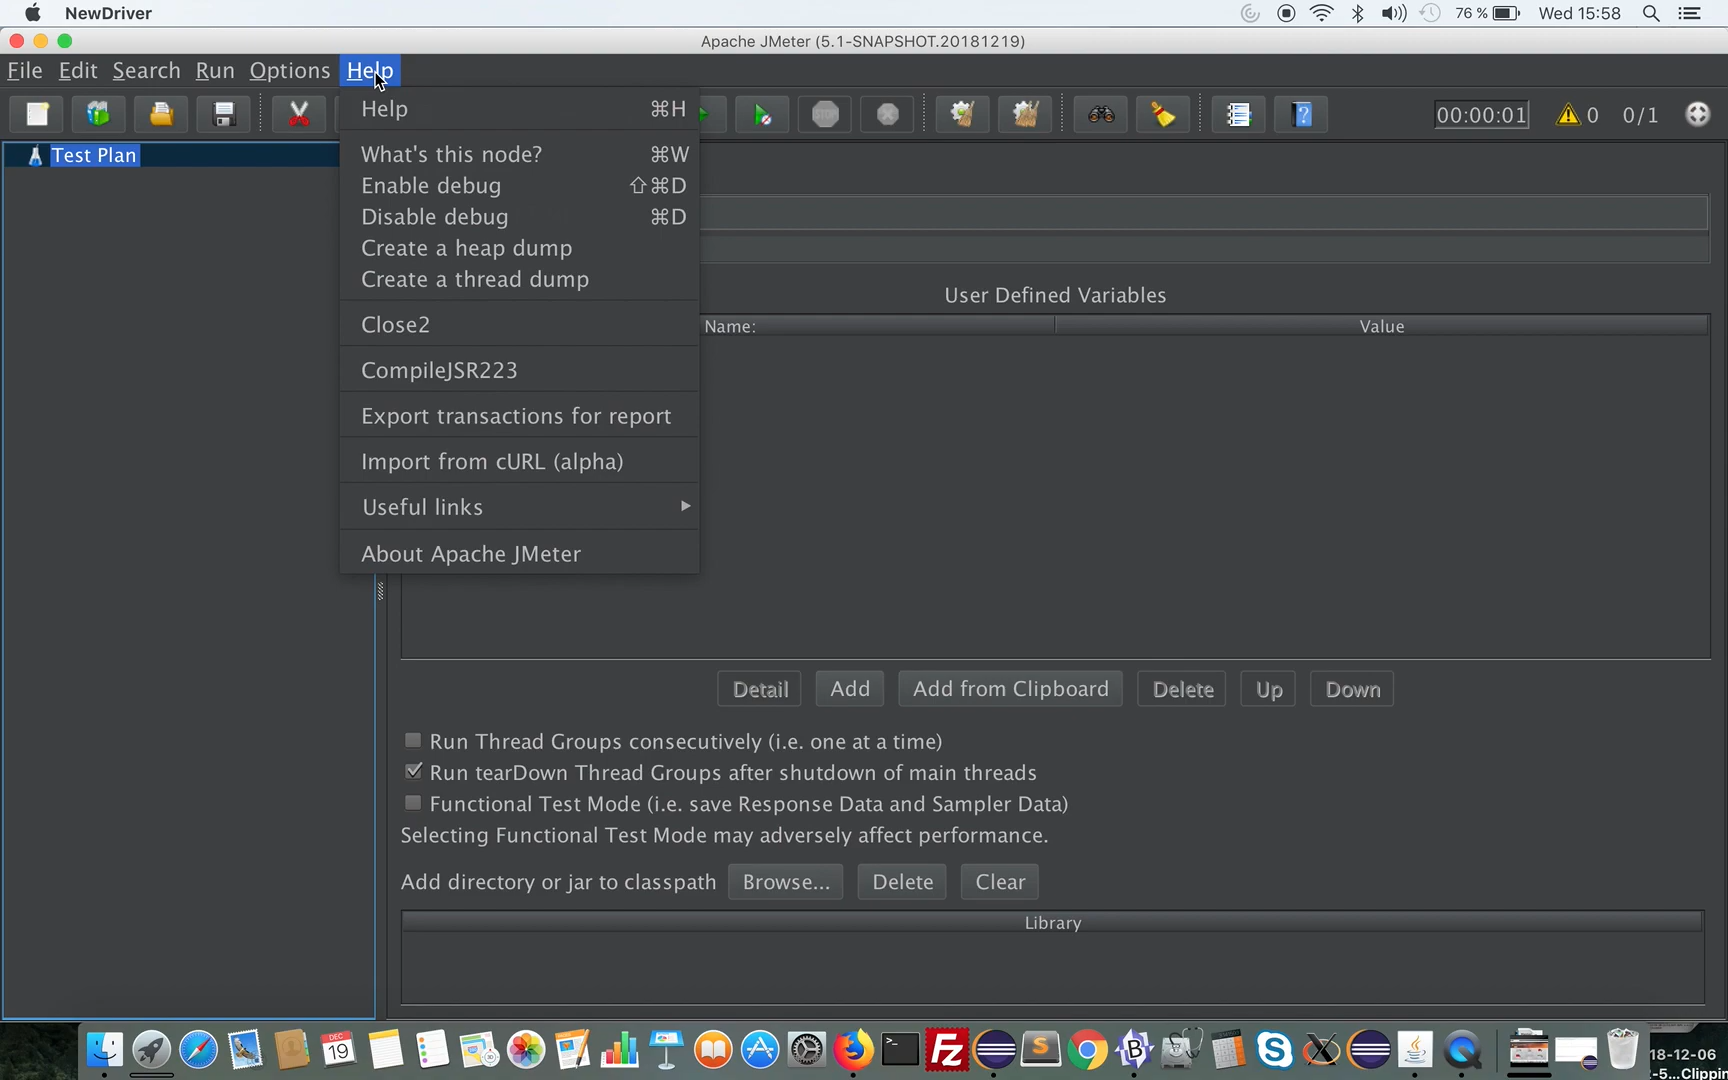 NewDriver
76 %
Wed 15:58
Apache JMeter (5.1-SNAPSHOT.20181219)
File Edit Search Run Options Help
00:00:01
0
0/1
STOP
Test Plan
Help ⌘H
What's this node? ⌘W
Enable debug ⇧⌘D
Disable debug ⌘D
Create a heap dump
Create a thread dump
Close2
CompileJSR223
Export transactions for report
Import from cURL (alpha)
Useful links
About Apache JMeter
User Defined Variables
Name: Value
Detail Add Add from Clipboard Delete Up Down
Run Thread Groups consecutively (i.e. one at a time)
Run tearDown Thread Groups after shutdown of main threads
Functional Test Mode (i.e. save Response Data and Sampler Data)
Selecting Functional Test Mode may adversely affect performance.
Add directory or jar to classpath Browse... Delete Clear
Library
DEC
19
18-12-06
-5...Clippin